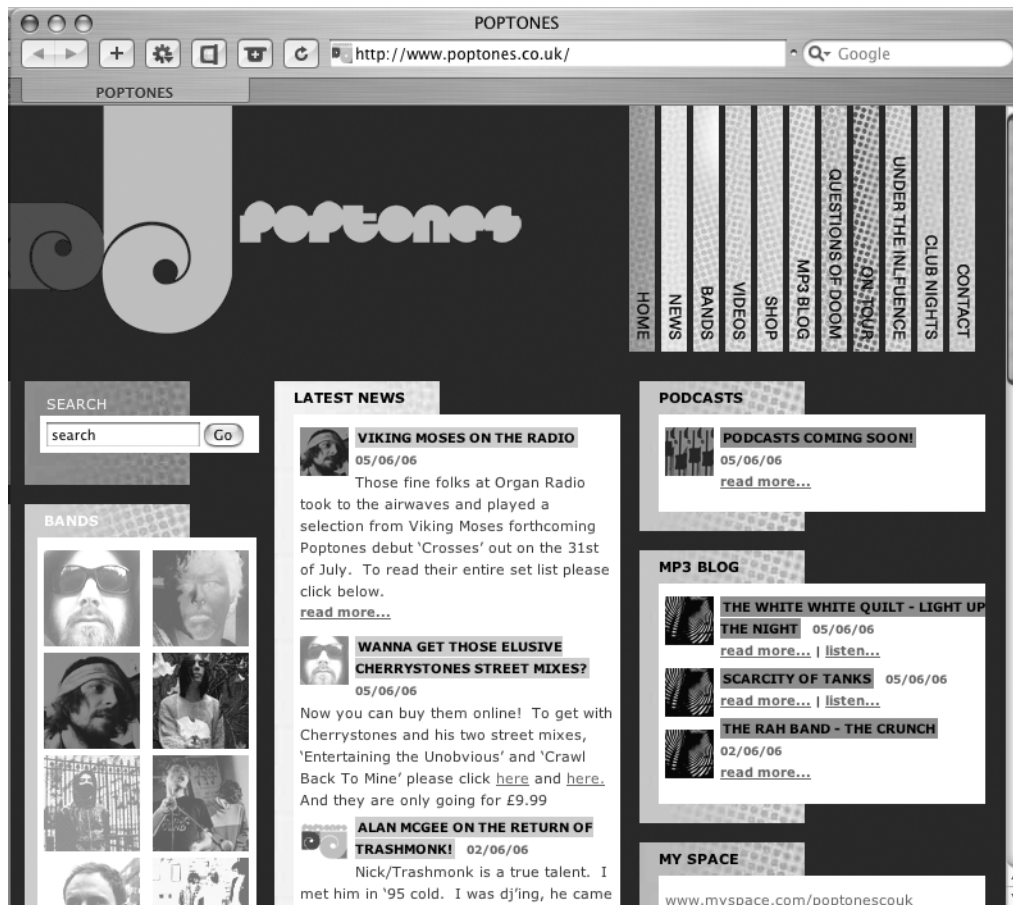 POPTONES
http://www.poptones.co.uk/
Google
POPTONES
poptones
HOME
NEWS
BANDS
VIDEOS
SHOP
MP3 BLOG
QUESTIONS OF DOOM
ON TOUR
UNDER THE INLFUENCE
CLUB NIGHTS
CONTACT
SEARCH
search
Go
BANDS
LATEST NEWS
VIKING MOSES ON THE RADIO
05/06/06
Those fine folks at Organ Radio
took to the airwaves and played a
selection from Viking Moses forthcoming
Poptones debut ‘Crosses’ out on the 31st
of July. To read their entire set list please
click below.
read more...
WANNA GET THOSE ELUSIVE
CHERRYSTONES STREET MIXES?
05/06/06
Now you can buy them online! To get with
Cherrystones and his two street mixes,
‘Entertaining the Unobvious’ and ‘Crawl
Back To Mine’ please click here and here.
And they are only going for £9.99
poptones
ALAN MCGEE ON THE RETURN OF
TRASHMONK! 02/06/06
Nick/Trashmonk is a true talent. I
met him in ‘95 cold. I was dj’ing, he came
PODCASTS
PODCASTS COMING SOON!
05/06/06
read more...
MP3 BLOG
THE WHITE WHITE QUILT - LIGHT UP
THE NIGHT 05/06/06
read more... | listen...
SCARCITY OF TANKS 05/06/06
read more... | listen...
THE RAH BAND - THE CRUNCH
02/06/06
read more...
MY SPACE
www.myspace.com/poptonescouk